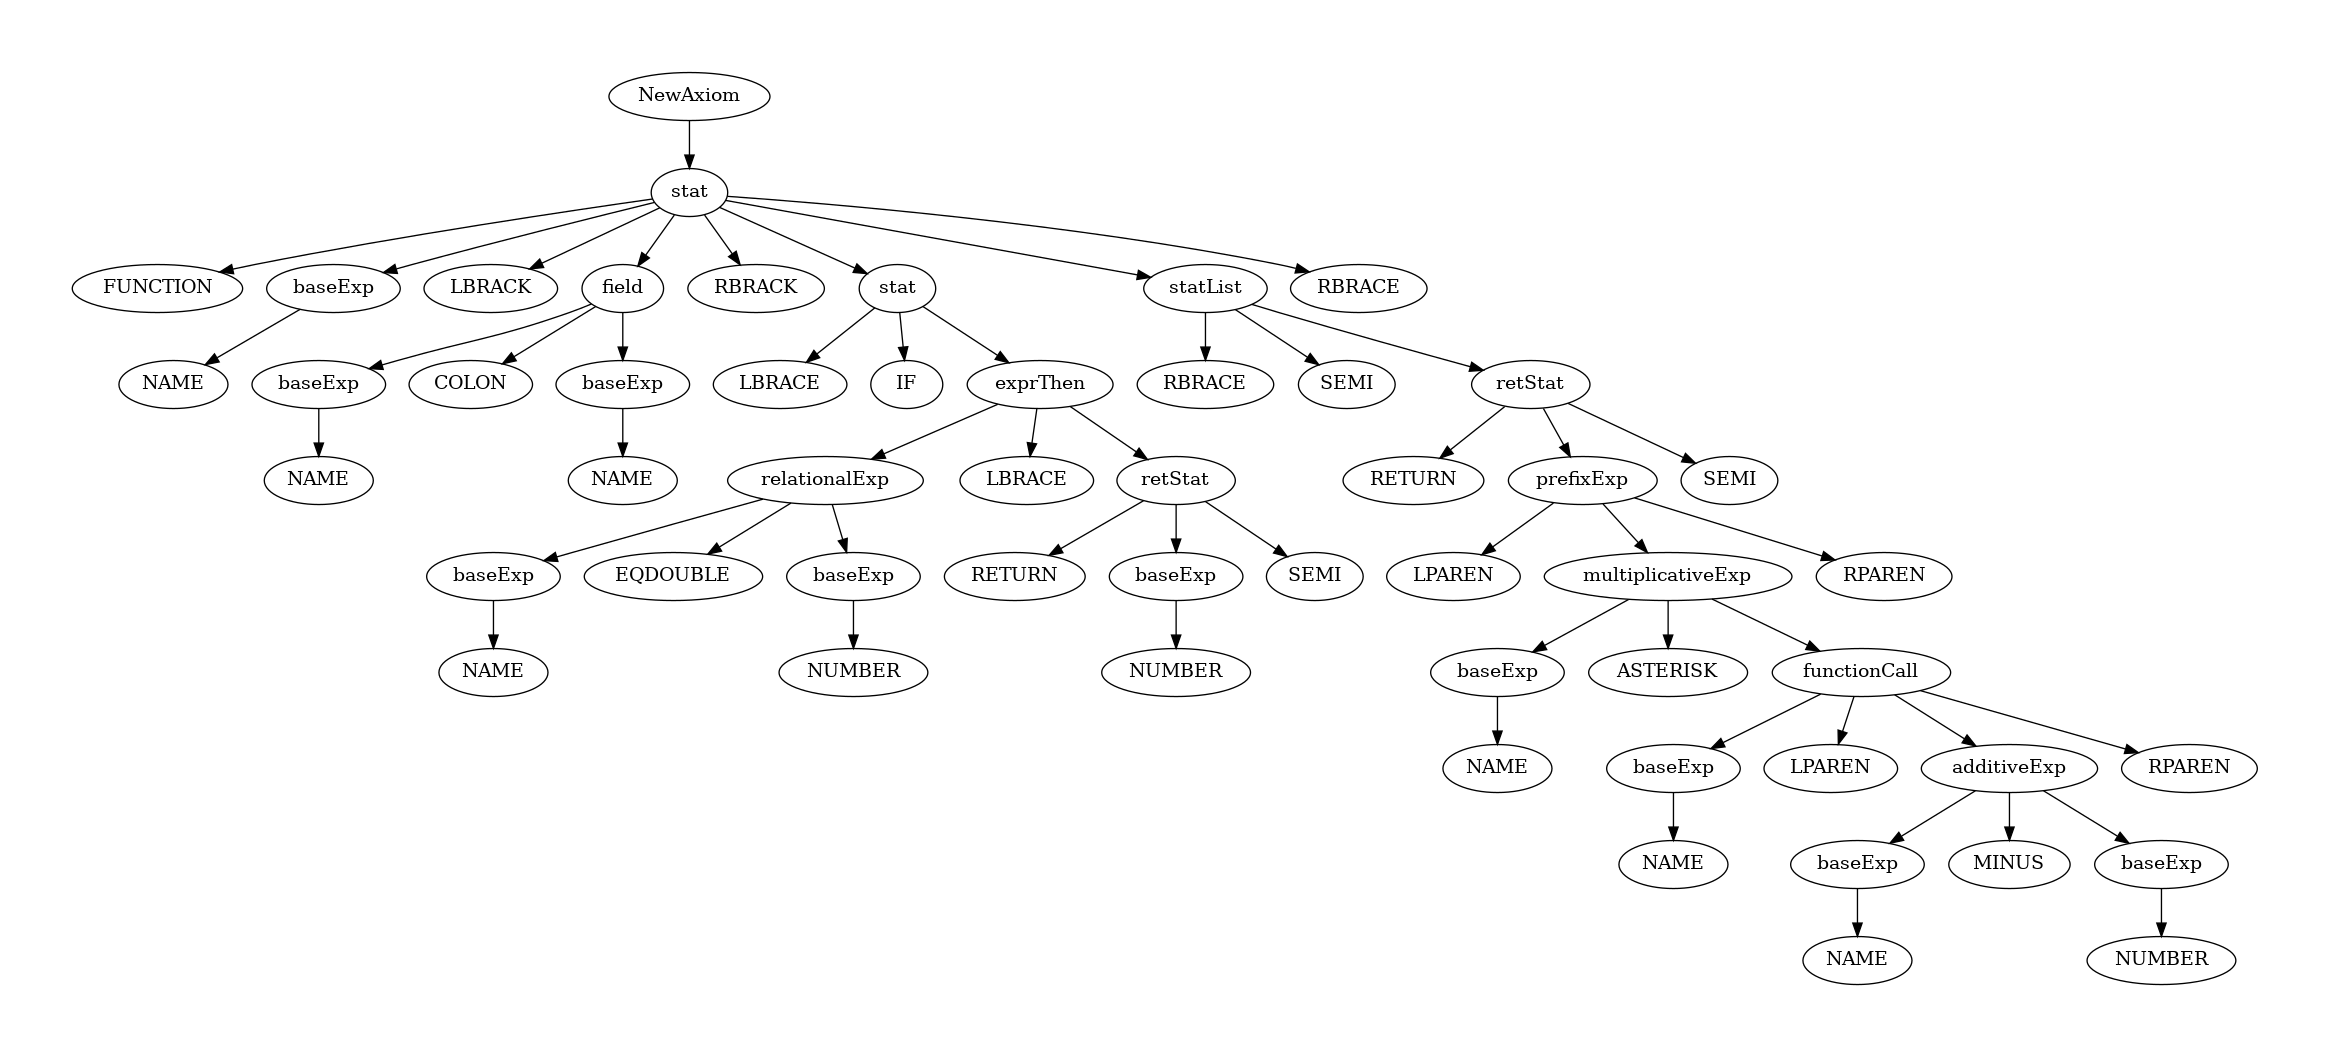 NewAxiom
stat
FUNCTION baseExp LBRACK field RBRACK stat statList RBRACE
NAME baseExp COLON baseExp LBRACE IF exprThen RBRACE SEMI retStat
NAME NAME relationalExp LBRACE retStat RETURN prefixExp SEMI
baseExp EQDOUBLE baseExp RETURN baseExp SEMI LPAREN multiplicativeExp RPAREN
NAME NUMBER NUMBER baseExp ASTERISK functionCall
NAME baseExp LPAREN additiveExp RPAREN
NAME baseExp MINUS baseExp
NAME NUMBER